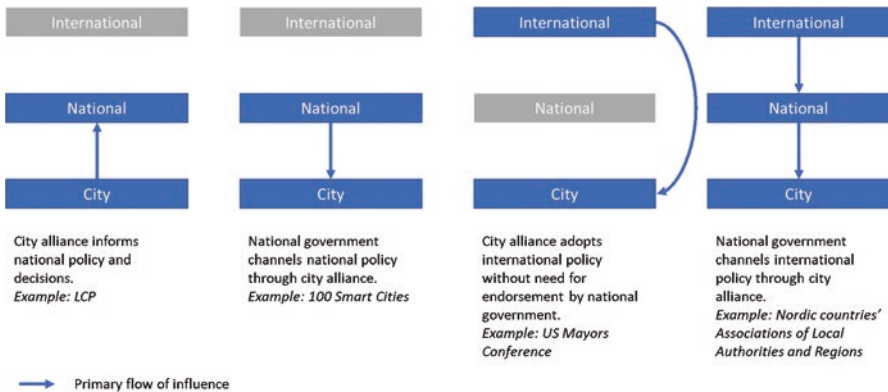 International
National
City
City alliance informs
national policy and
decisions.
Example: LCP
International
National
City
National government
channels national policy
through city alliance.
Example: 100 Smart Cities
International
National
City
City alliance adopts
international policy
without need for
endorsement by national
government.
Example: US Mayors
Conference
International
National
City
National government
channels international
policy through city
alliance.
Example: Nordic countries’
Associations of Local
Authorities and Regions
Primary flow of influence